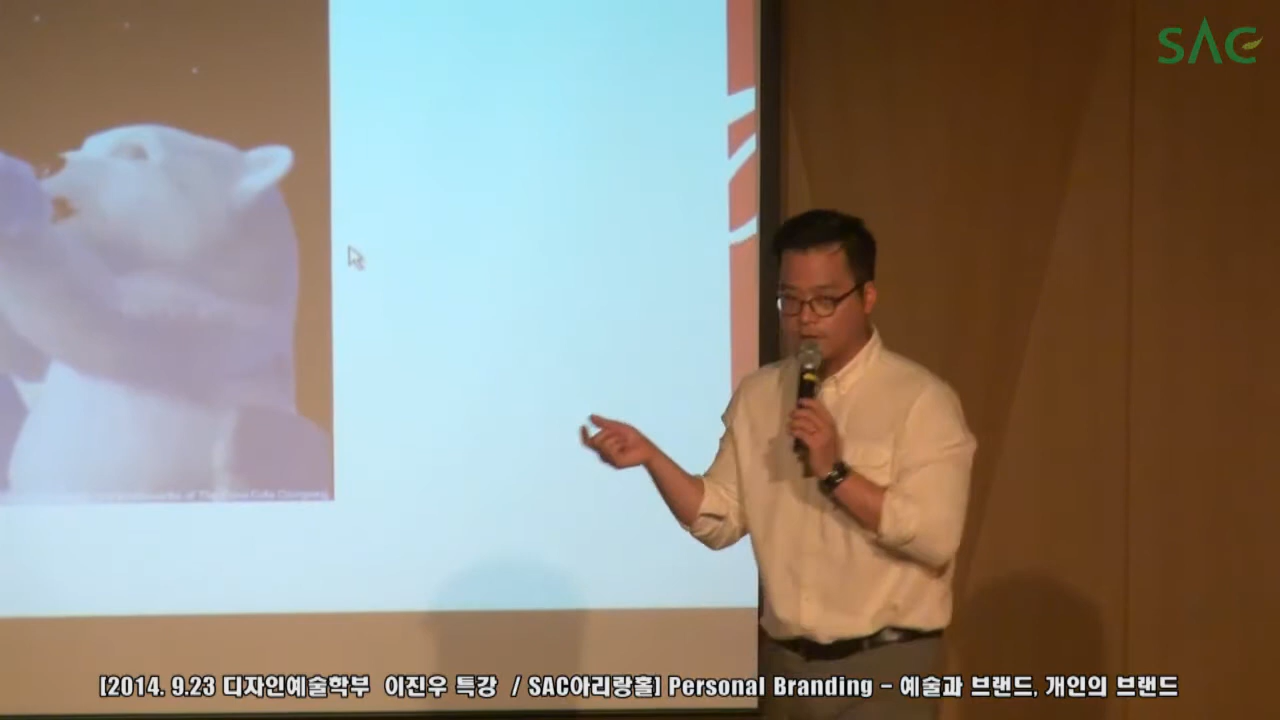 SAC
[2014. 9.23 디자인예술학부 이진우 특강 / SAC아리랑홀] Personal Branding - 예술과 브랜드, 개인의 브랜드